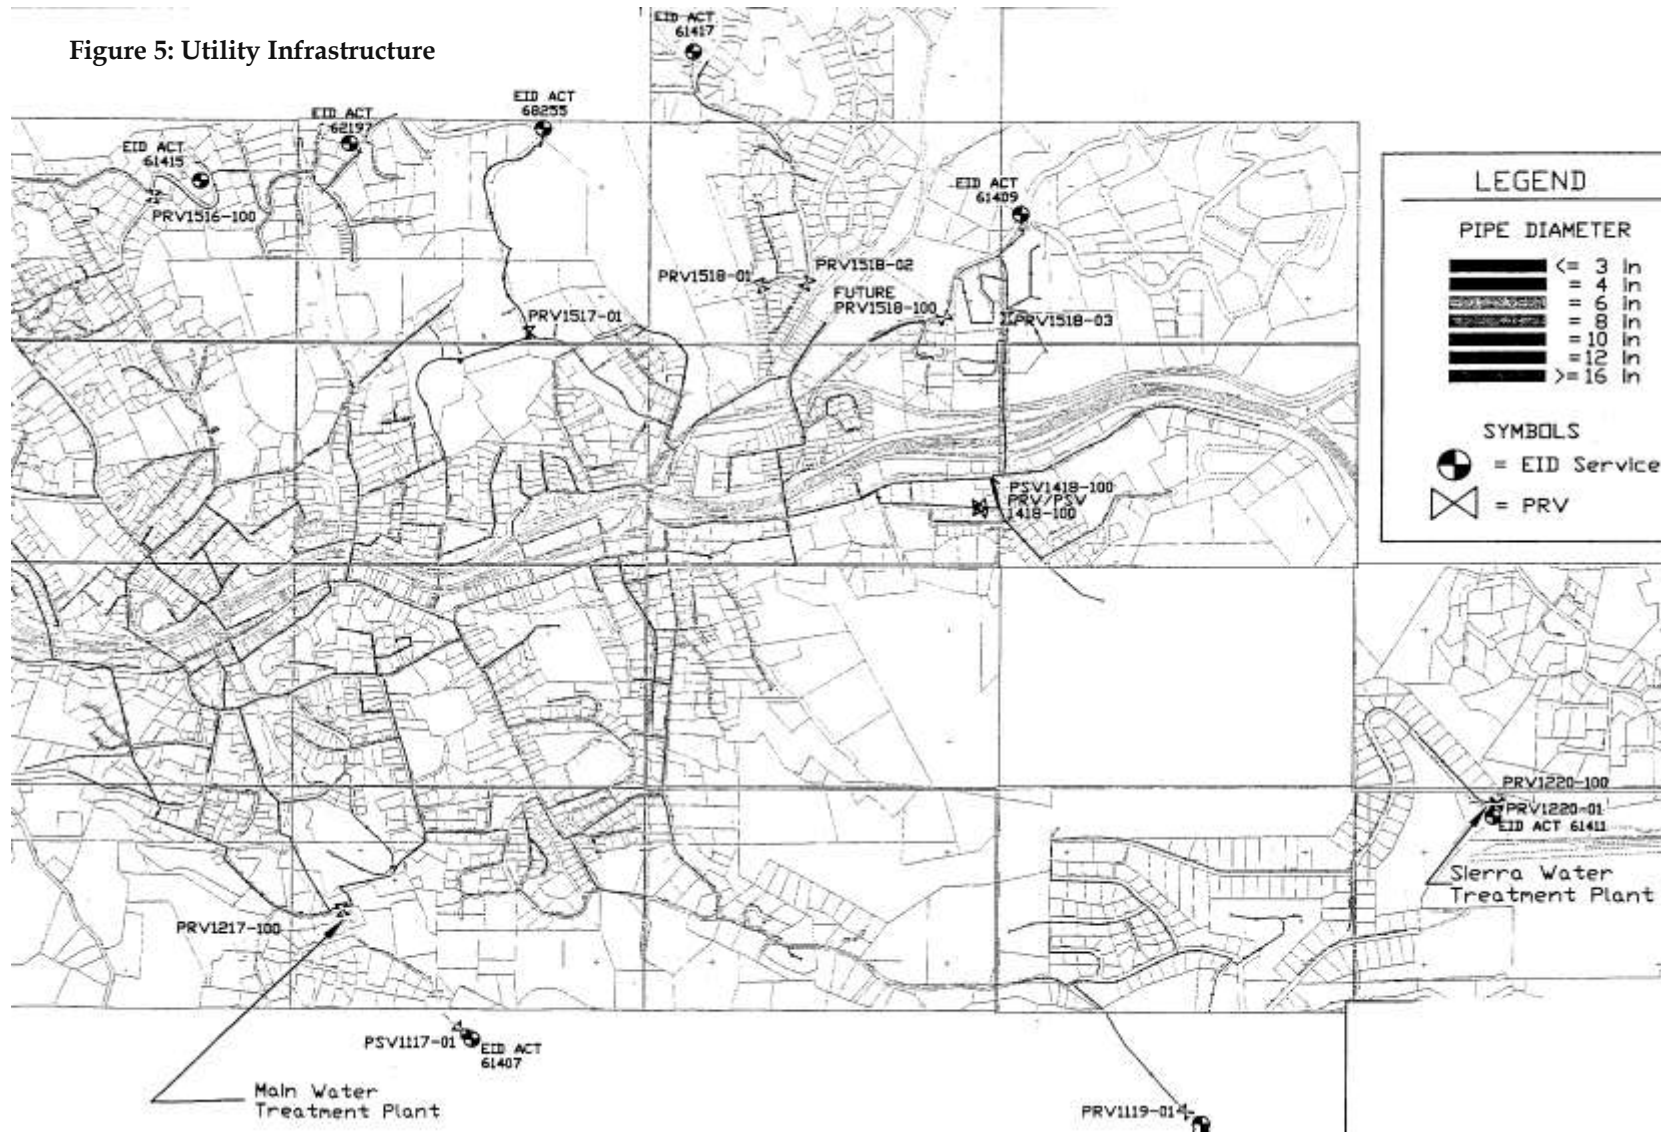 Figure 5: Utility Infrastructure
EID ACT
61417
EID ACT
68255
EID ACT
62197
EID ACT
61415
PRV1516-100
EID ACT
61409
PRV1518-01
PRV1518-02
FUTURE
PRV1518-100
PRV1518-03
PRV1517-01
PSV1418-100
PRV/PSV
1418-100
LEGEND
PIPE DIAMETER
<= 3 In
= 4 In
= 6 In
= 8 In
=10 In
=12 In
>=16 In
SYMBOLS
= EID Service
= PRV
PRV1220-100
PRV1220-01
EID ACT 61411
Sierra Water
Treatment Plant
PRV1217-100
PSV1117-01
EID ACT
61407
Main Water
Treatment Plant
PRV1119-01